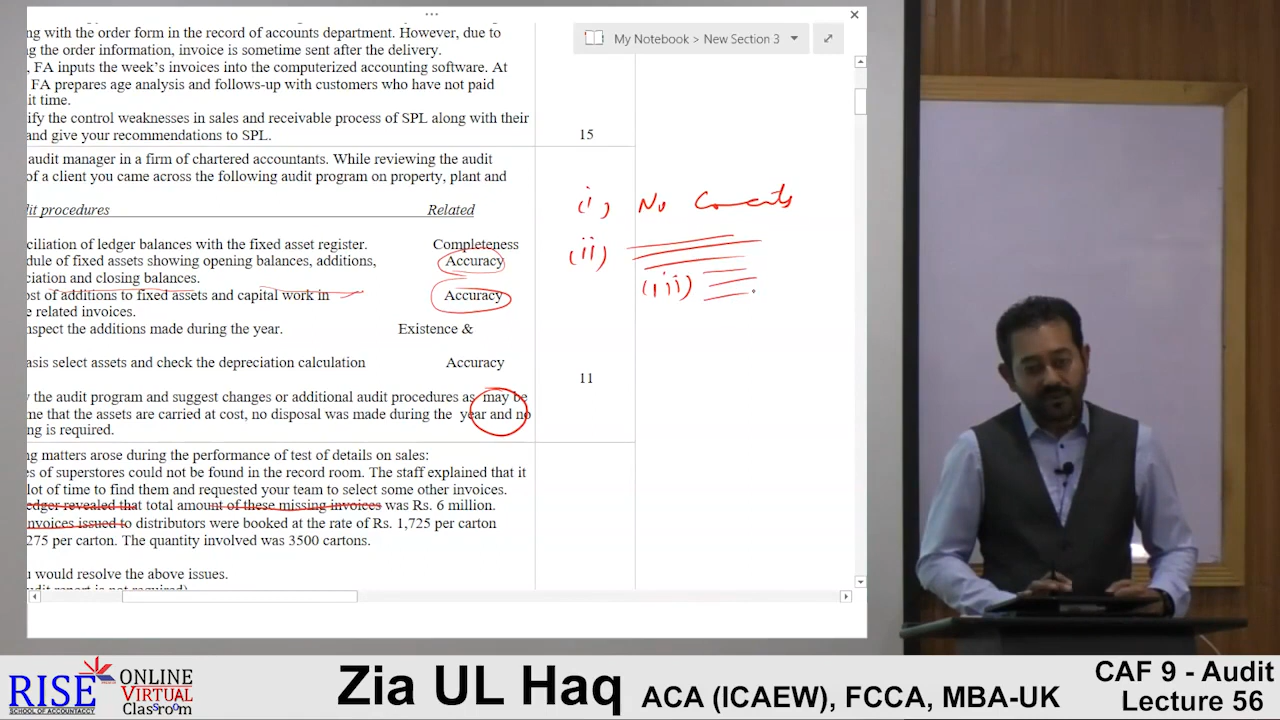 ng with the order form in the record of accounts department. However, due to
ng the order information, invoice is sometime sent after the delivery.
, FA inputs the week's invoices into the computerized accounting software. At
FA prepares age analysis and follows-up with customers who have not paid
it time.
ify the control weaknesses in sales and receivable process of SPL along with their
and give your recommendations to SPL.
15
My Notebook > New Section 3
audit manager in a firm of chartered accountants. While reviewing the audit
of a client you came across the following audit program on property, plant and
dit procedures Related
ciliation of ledger balances with the fixed asset register. Completeness
dule of fixed assets showing opening balances, additions, Accuracy
ciation and closing balances.
ost of additions to fixed assets and capital work in Accuracy
e related invoices.
nspect the additions made during the year. Existence &
asis select assets and check the depreciation calculation Accuracy
11
y the audit program and suggest changes or additional audit procedures as may be
me that the assets are carried at cost, no disposal was made during the year and no
ng is required.
(i) No Comments
(ii)
(iii)
ng matters arose during the performance of test of details on sales:
es of superstores could not be found in the record room. The staff explained that it
lot of time to find them and requested your team to select some other invoices.
edger revealed that total amount of these missing invoices was Rs. 6 million.
nvoices issued to distributors were booked at the rate of Rs. 1,725 per carton
275 per carton. The quantity involved was 3500 cartons.
u would resolve the above issues.
udit report is not required)
RISE
SCHOOL OF ACCOUNTANCY
ONLINE
VIRTUAL
Classroom
Zia UL Haq ACA (ICAEW), FCCA, MBA-UK
CAF 9 - Audit
Lecture 56